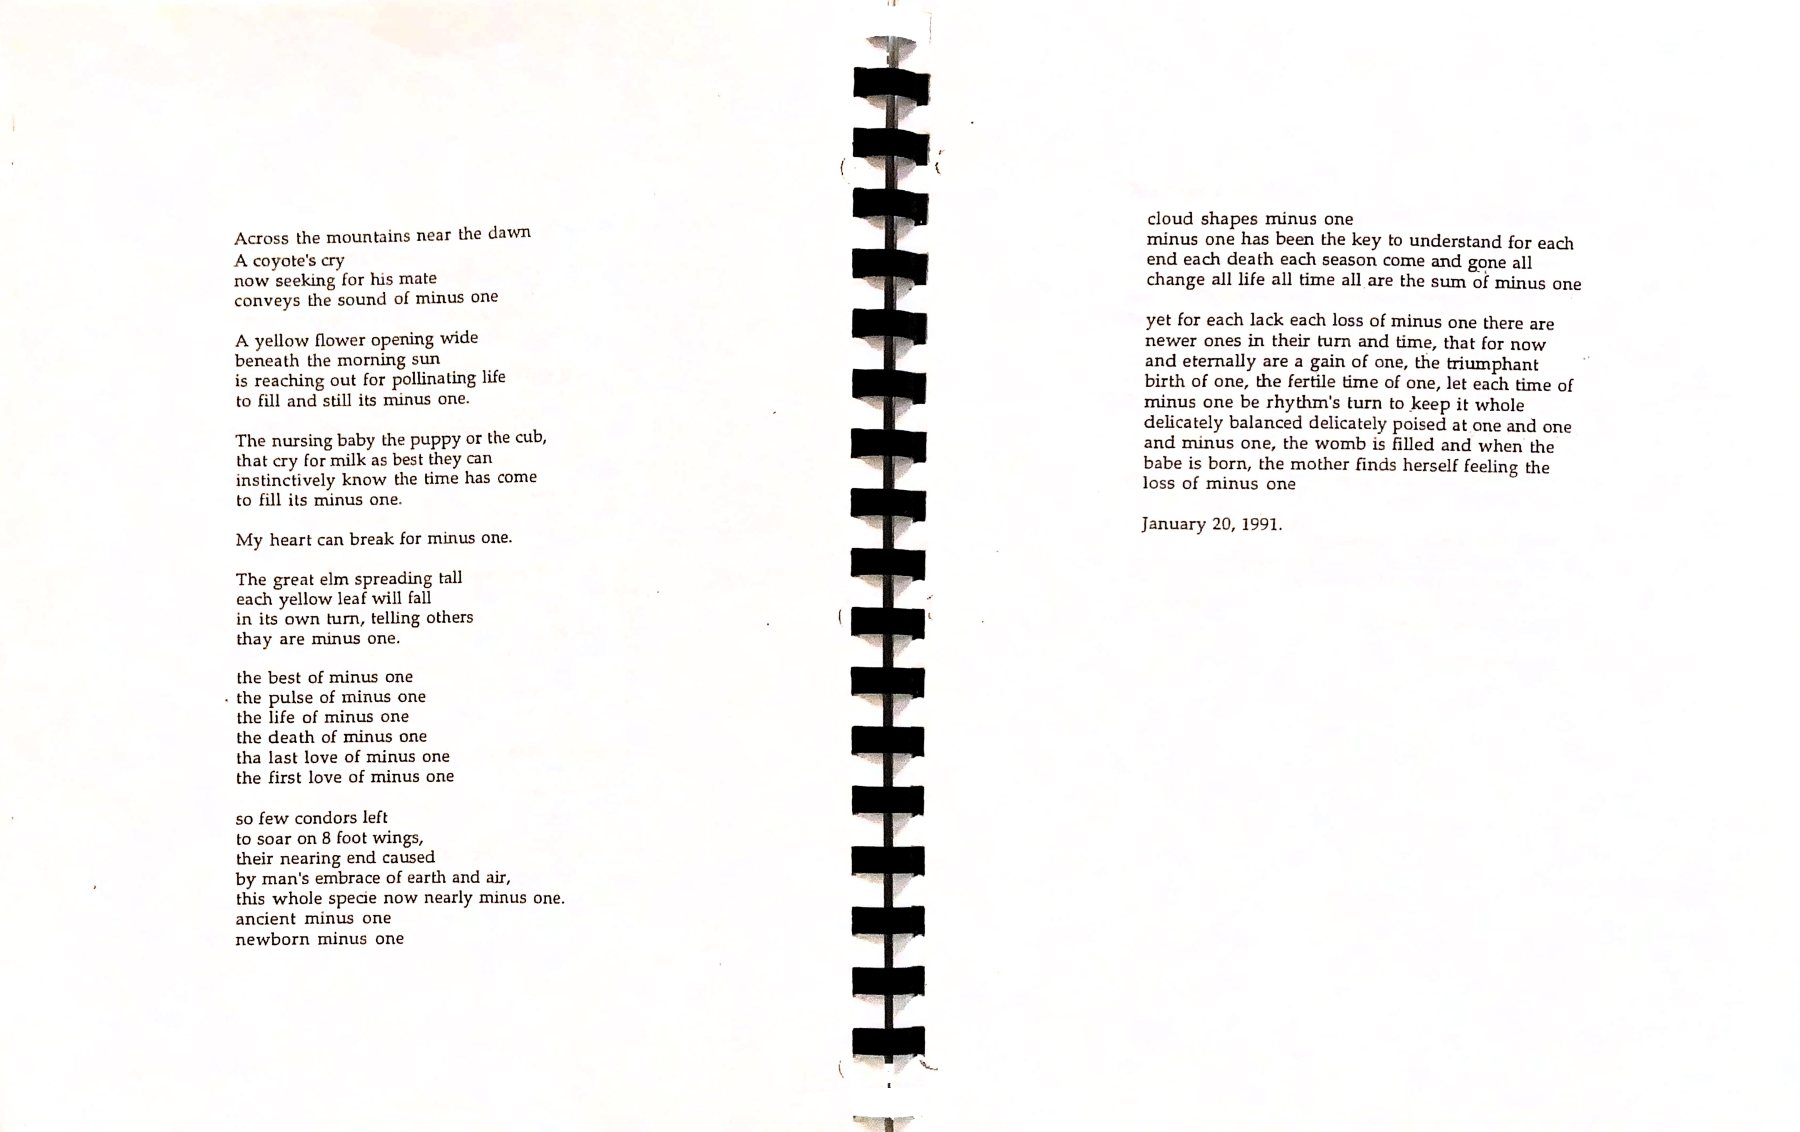 Across the mountains near the dawn
A coyote's cry
now seeking for his mate
conveys the sound of minus one
A yellow flower opening wide
beneath the morning sun
is reaching out for pollinating life
to fill and still its minus one.
The nursing baby the puppy or the cub,
that cry for milk as best they can
instinctively know the time has come
to fill its minus one.
My heart can break for minus one.
The great elm spreading tall
each yellow leaf will fall
in its own turn, telling others
thay are minus one.
the best of minus one
the pulse of minus one
the life of minus one
the death of minus one
tha last love of minus one
the first love of minus one
so few condors left
to soar on 8 foot wings,
their nearing end caused
by man's embrace of earth and air,
this whole specie now nearly minus one.
ancient minus one
newborn minus one
cloud shapes minus one
minus one has been the key to understand for each
end each death each season come and gone all
change all life all time all are the sum of minus one
yet for each lack each loss of minus one there are
newer ones in their turn and time, that for now
and eternally are a gain of one, the triumphant
birth of one, the fertile time of one, let each time of
minus one be rhythm's turn to keep it whole
delicately balanced delicately poised at one and one
and minus one, the womb is filled and when the
babe is born, the mother finds herself feeling the
loss of minus one
January 20, 1991.